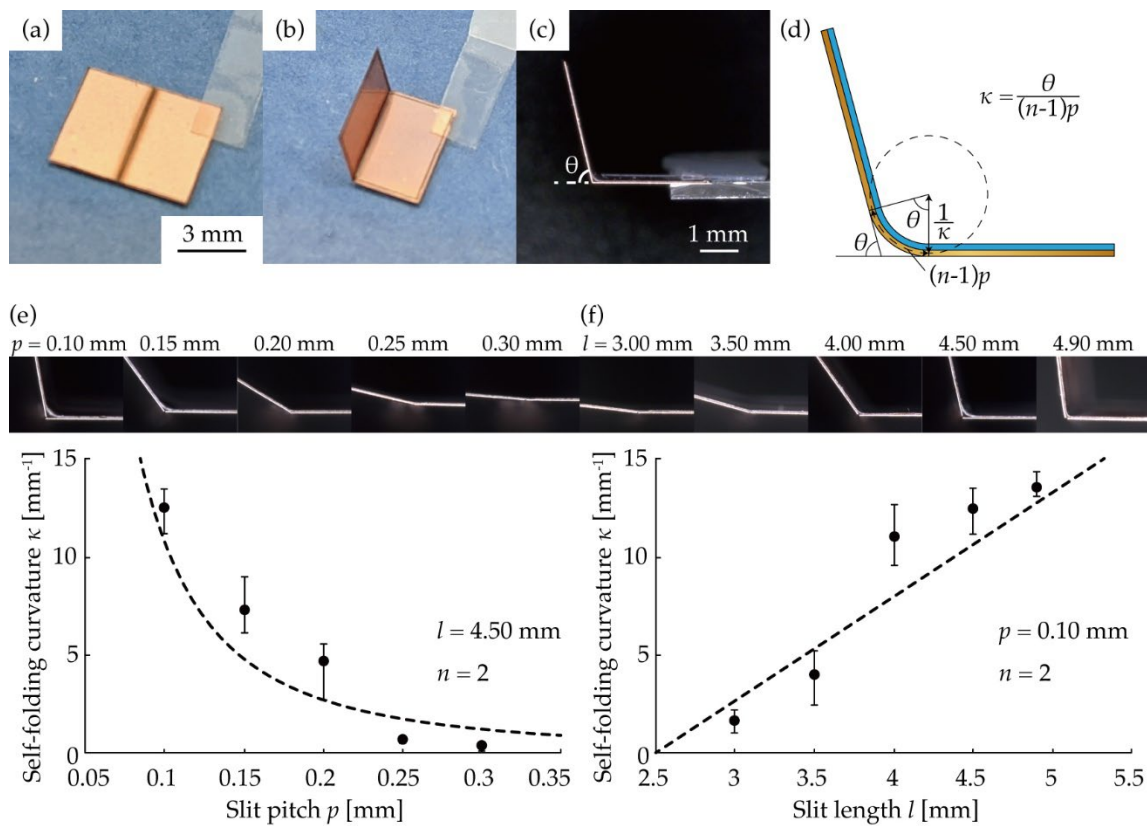 (a)
(b)
(c)
(d)
3 mm
θ
1 mm
κ = θ / (n-1)p
θ
1/κ
θ
(n-1)p
(e)
(f)
p = 0.10 mm 0.15 mm 0.20 mm 0.25 mm 0.30 mm
l = 3.00 mm 3.50 mm 4.00 mm 4.50 mm 4.90 mm
Self-folding curvature κ [mm⁻¹]
15
10
5
0
l = 4.50 mm
n = 2
0.05 0.1 0.15 0.2 0.25 0.3 0.35
Slit pitch p [mm]
Self-folding curvature κ [mm⁻¹]
15
10
5
0
p = 0.10 mm
n = 2
2.5 3 3.5 4 4.5 5 5.5
Slit length l [mm]